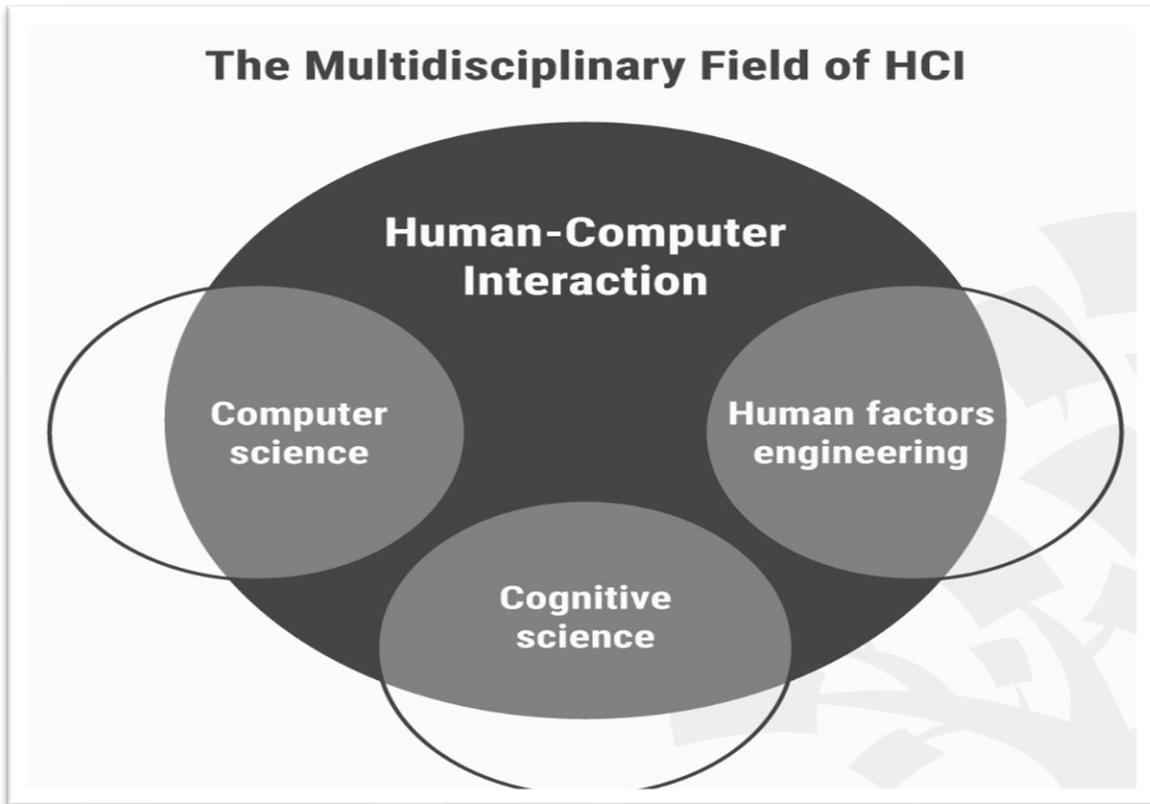 The Multidisciplinary Field of HCI
Human-Computer
Interaction
Computer
science
Human factors
engineering
Cognitive
science